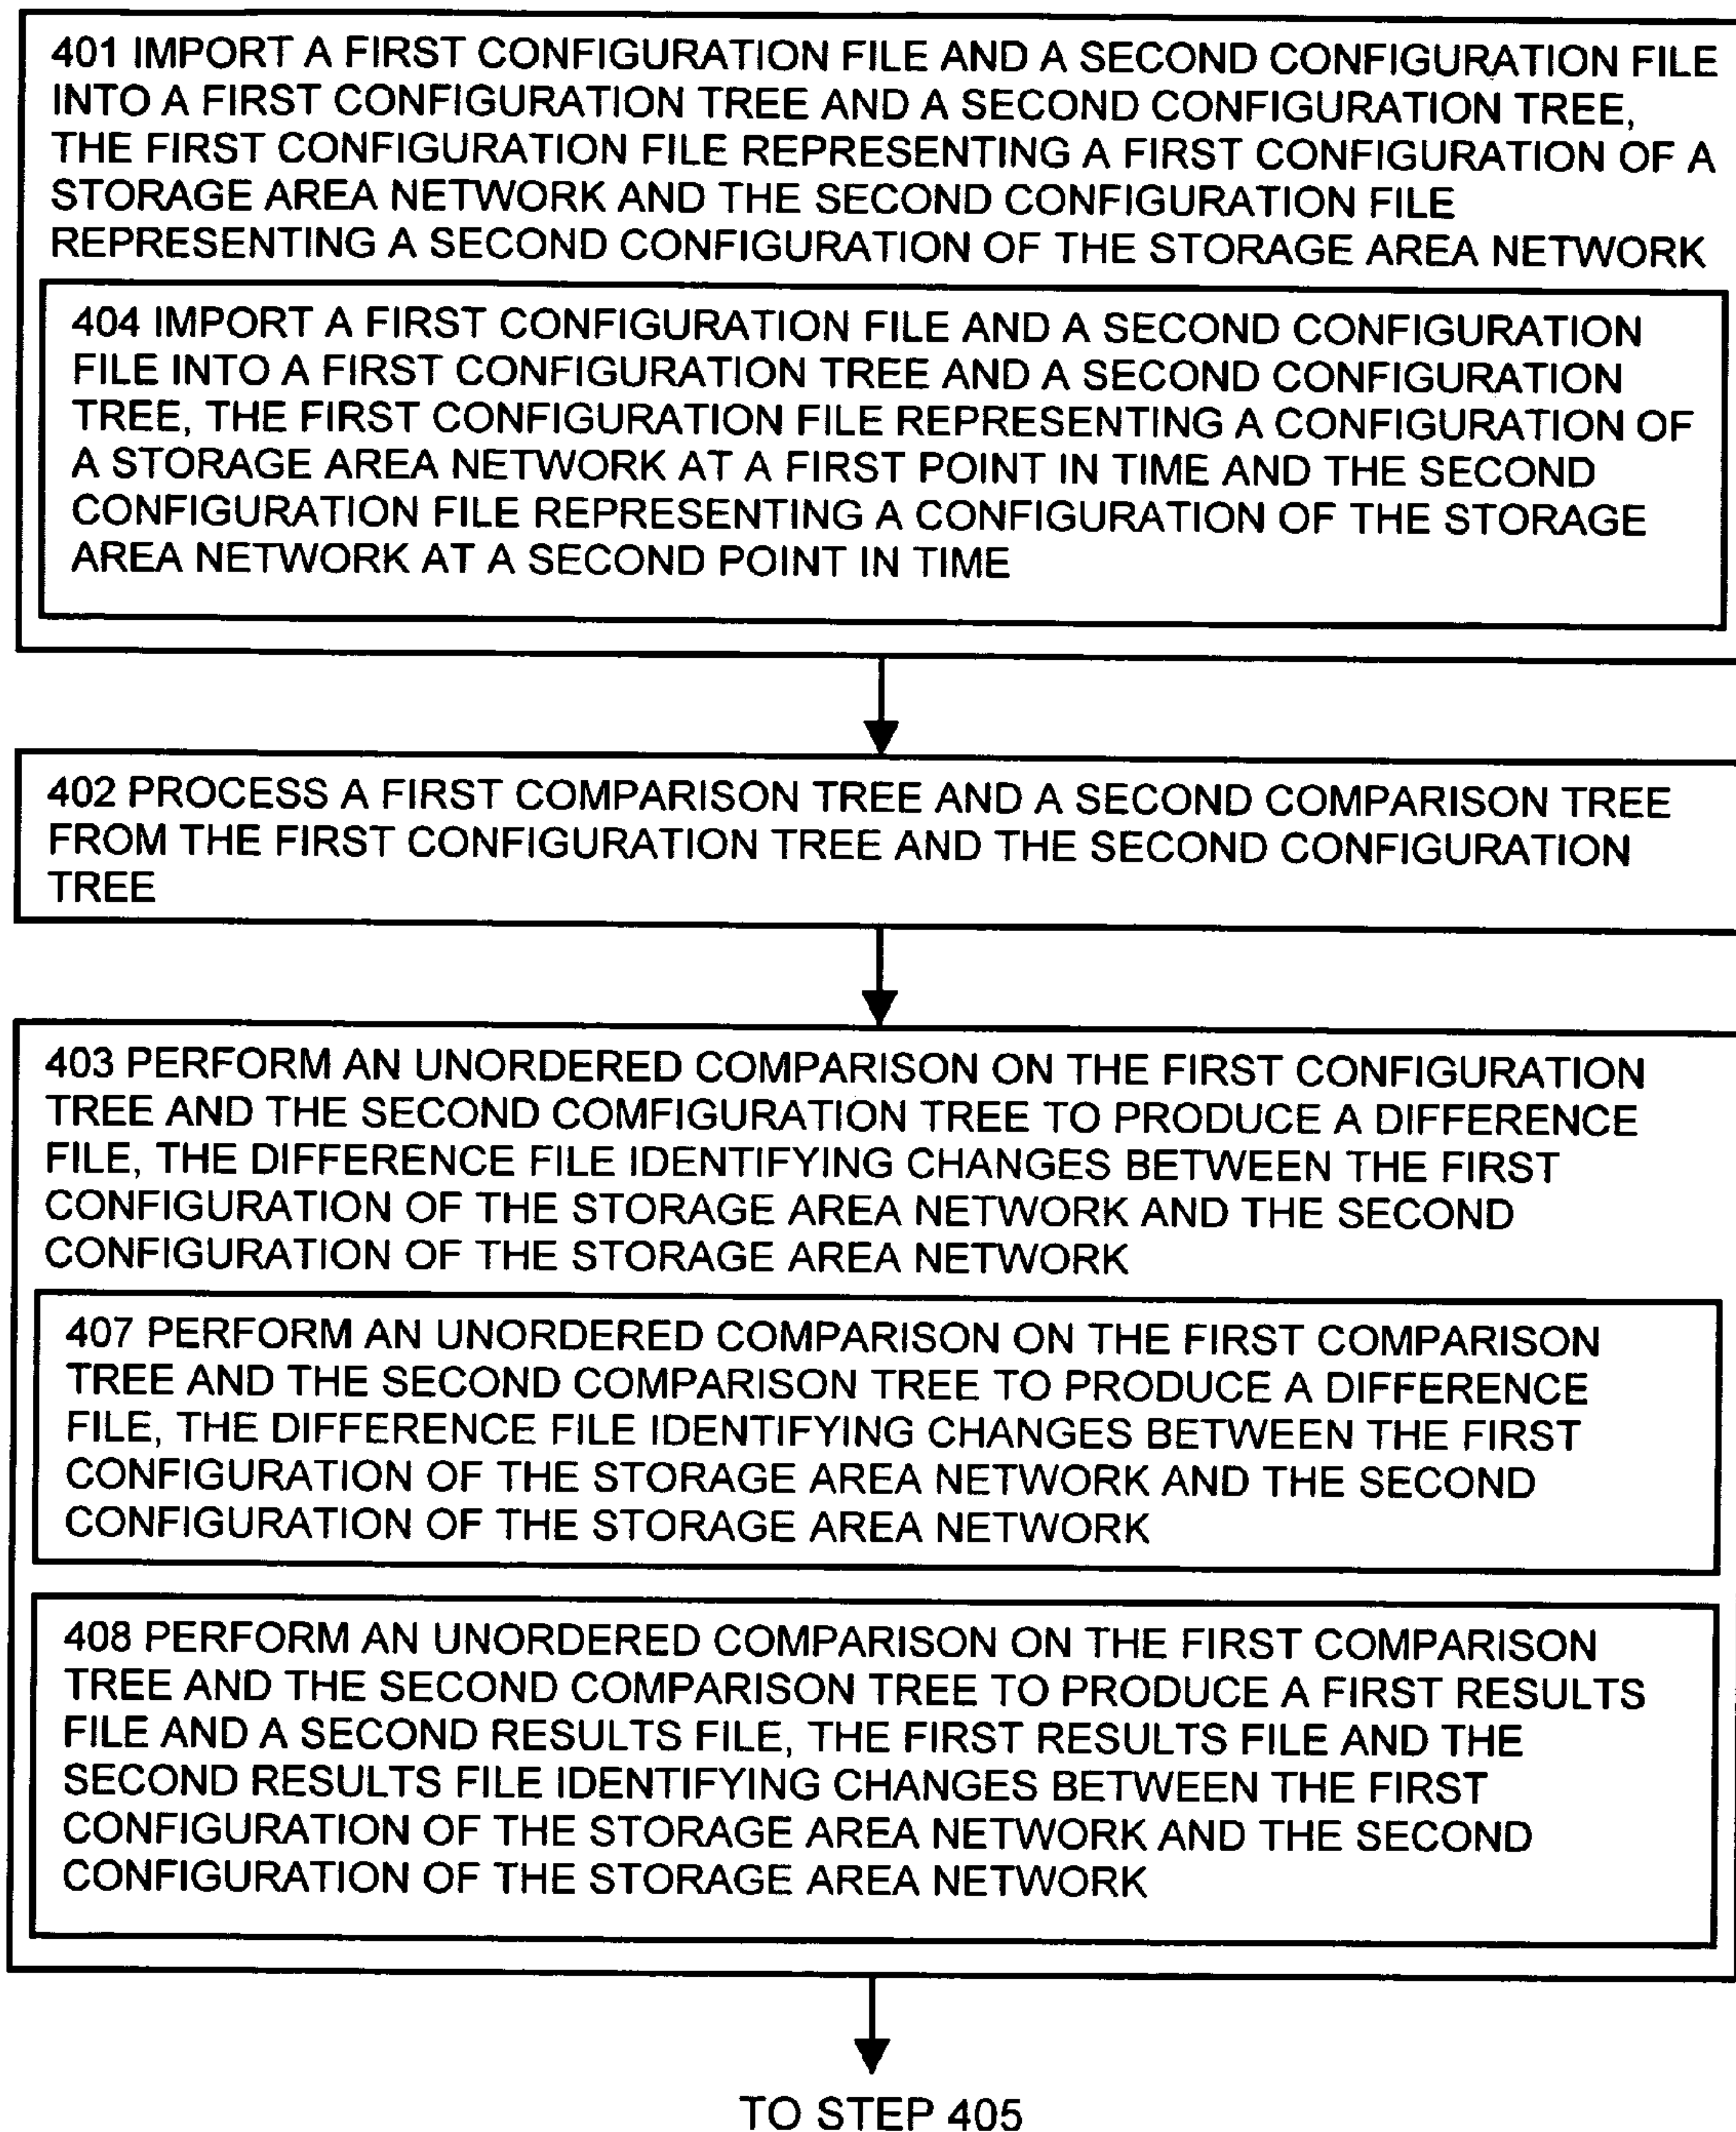 401 IMPORT A FIRST CONFIGURATION FILE AND A SECOND CONFIGURATION FILE
INTO A FIRST CONFIGURATION TREE AND A SECOND CONFIGURATION TREE,
THE FIRST CONFIGURATION FILE REPRESENTING A FIRST CONFIGURATION OF A
STORAGE AREA NETWORK AND THE SECOND CONFIGURATION FILE
REPRESENTING A SECOND CONFIGURATION OF THE STORAGE AREA NETWORK
404 IMPORT A FIRST CONFIGURATION FILE AND A SECOND CONFIGURATION
FILE INTO A FIRST CONFIGURATION TREE AND A SECOND CONFIGURATION
TREE, THE FIRST CONFIGURATION FILE REPRESENTING A CONFIGURATION OF
A STORAGE AREA NETWORK AT A FIRST POINT IN TIME AND THE SECOND
CONFIGURATION FILE REPRESENTING A CONFIGURATION OF THE STORAGE
AREA NETWORK AT A SECOND POINT IN TIME
402 PROCESS A FIRST COMPARISON TREE AND A SECOND COMPARISON TREE
FROM THE FIRST CONFIGURATION TREE AND THE SECOND CONFIGURATION
TREE
403 PERFORM AN UNORDERED COMPARISON ON THE FIRST CONFIGURATION
TREE AND THE SECOND COMFIGURATION TREE TO PRODUCE A DIFFERENCE
FILE, THE DIFFERENCE FILE IDENTIFYING CHANGES BETWEEN THE FIRST
CONFIGURATION OF THE STORAGE AREA NETWORK AND THE SECOND
CONFIGURATION OF THE STORAGE AREA NETWORK
407 PERFORM AN UNORDERED COMPARISON ON THE FIRST COMPARISON
TREE AND THE SECOND COMPARISON TREE TO PRODUCE A DIFFERENCE
FILE, THE DIFFERENCE FILE IDENTIFYING CHANGES BETWEEN THE FIRST
CONFIGURATION OF THE STORAGE AREA NETWORK AND THE SECOND
CONFIGURATION OF THE STORAGE AREA NETWORK
408 PERFORM AN UNORDERED COMPARISON ON THE FIRST COMPARISON
TREE AND THE SECOND COMPARISON TREE TO PRODUCE A FIRST RESULTS
FILE AND A SECOND RESULTS FILE, THE FIRST RESULTS FILE AND THE
SECOND RESULTS FILE IDENTIFYING CHANGES BETWEEN THE FIRST
CONFIGURATION OF THE STORAGE AREA NETWORK AND THE SECOND
CONFIGURATION OF THE STORAGE AREA NETWORK
TO STEP 405